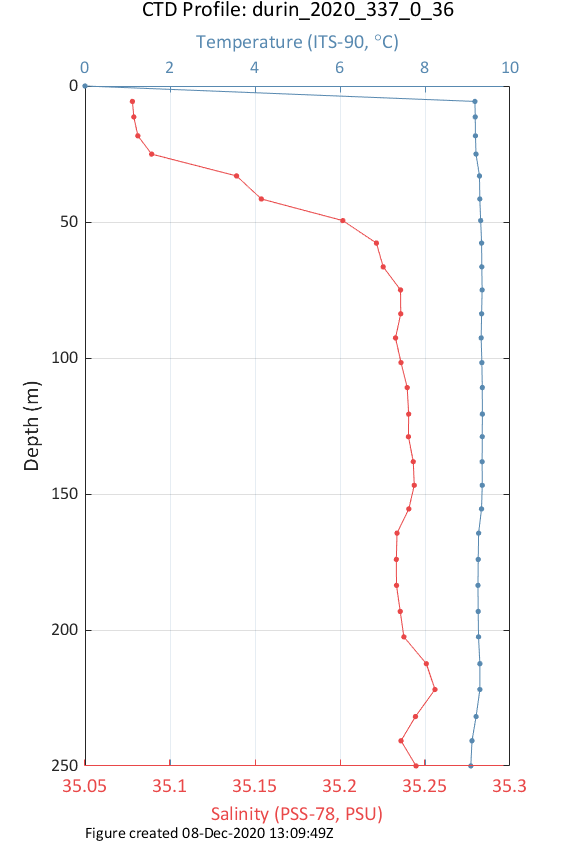 CTD Profile: durin_2020_337_0_36
Temperature (ITS-90, °C)
0 2 4 6 8 10
0
50
100
150
200
250
Depth (m)
35.05 35.1 35.15 35.2 35.25 35.3
Salinity (PSS-78, PSU)
Figure created 08-Dec-2020 13:09:49Z